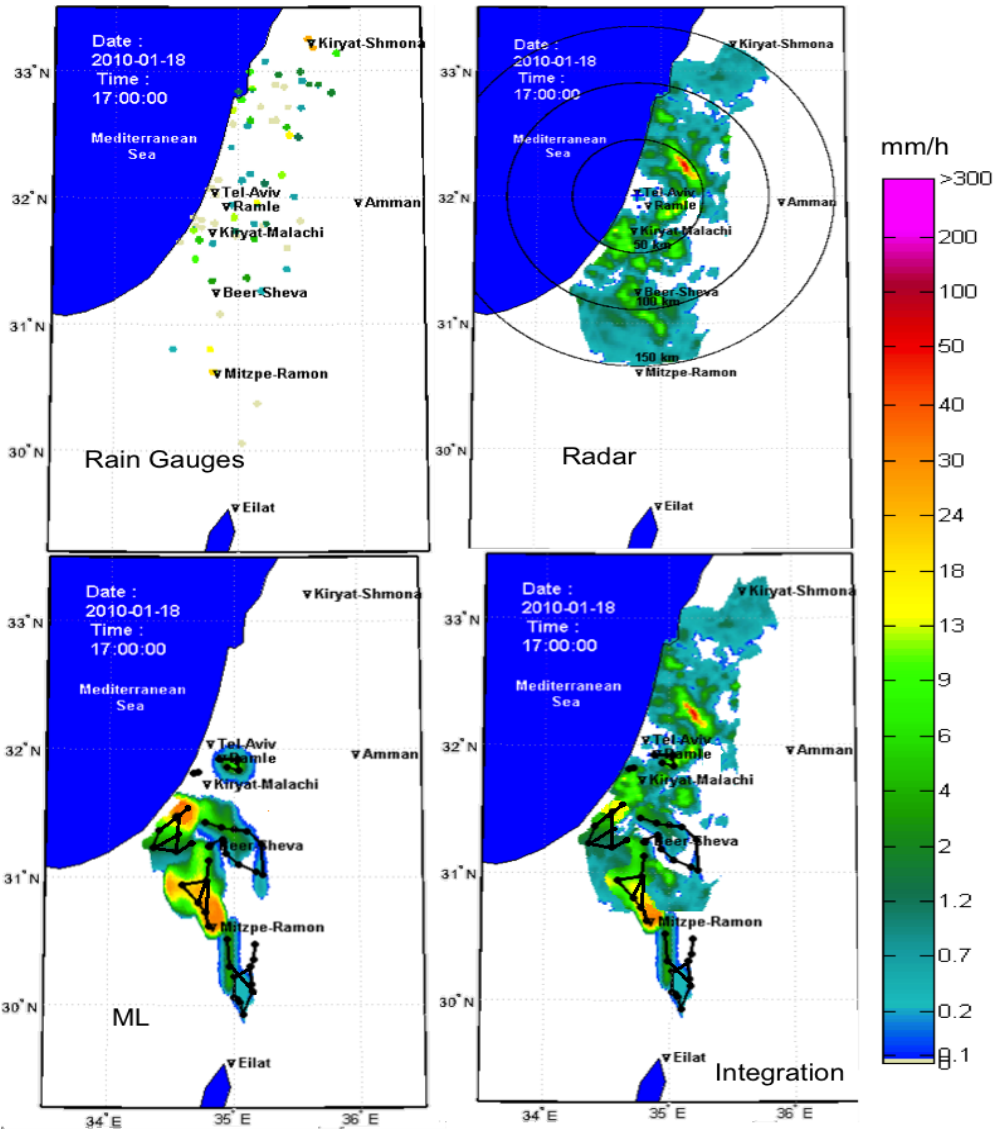 Date :
2010-01-18
Time :
17:00:00
Mediterranean
Sea
Kiryat-Shmona
33°N
Tel-Aviv
Ramle
32°N
Amman
Kiryat-Malachi
Beer-Sheva
31°N
Mitzpe-Ramon
30°N
Rain Gauges
Eilat
Date :
2010-01-18
Time :
17:00:00
Mediterranean
Sea
Kiryat-Shmona
33°N
Tel-Aviv
Ramle
32°N
Amman
Kiryat-Malachi
50 km
Beer-Sheva
100 km
31°N
150 km
Mitzpe-Ramon
30°N
Radar
Eilat
mm/h
>300
200
100
50
40
30
24
18
13
9
6
4
2
1.2
0.7
0.2
0.1
0
Date :
2010-01-18
Time :
17:00:00
Mediterranean
Sea
Kiryat-Shmona
33°N
Tel-Aviv
Ramle
32°N
Amman
Kiryat-Malachi
Beer-Sheva
31°N
Mitzpe-Ramon
30°N
ML
Eilat
34°E
35°E
36°E
Date :
2010-01-18
Time :
17:00:00
Mediterranean
Sea
Kiryat-Shmona
33°N
Tel-Aviv
Ramle
32°N
Amman
Kiryat-Malachi
Beer-Sheva
31°N
Mitzpe-Ramon
30°N
Eilat
Integration
34°E
35°E
36°E